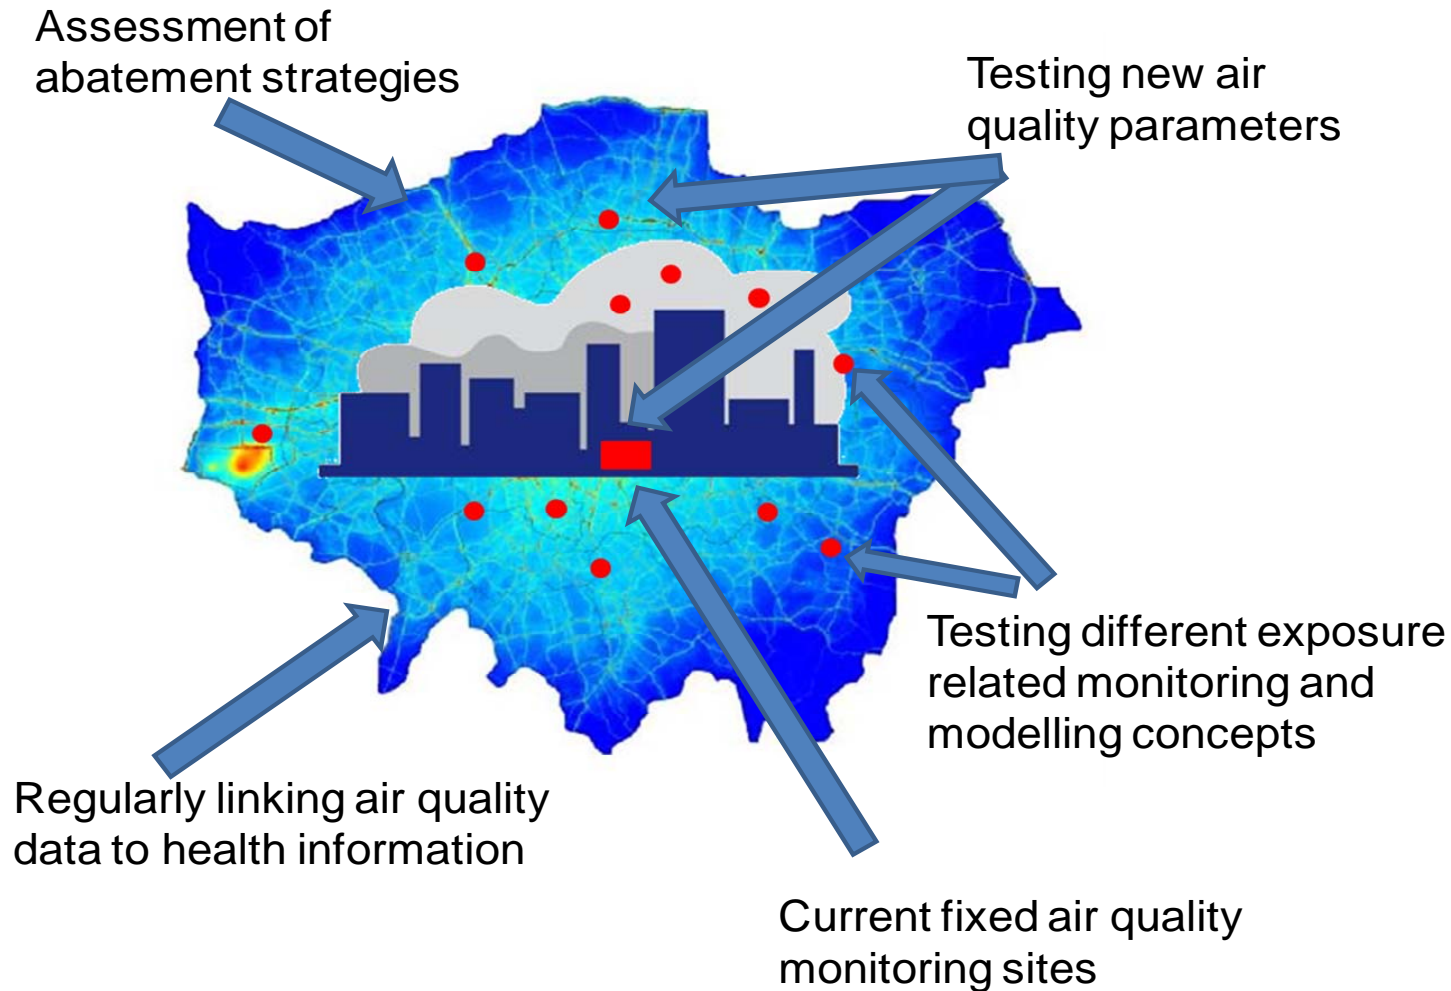 Assessment of
abatement strategies
Testing new air
quality parameters
Testing different exposure
related monitoring and
modelling concepts
Regularly linking air quality
data to health information
Current fixed air quality
monitoring sites